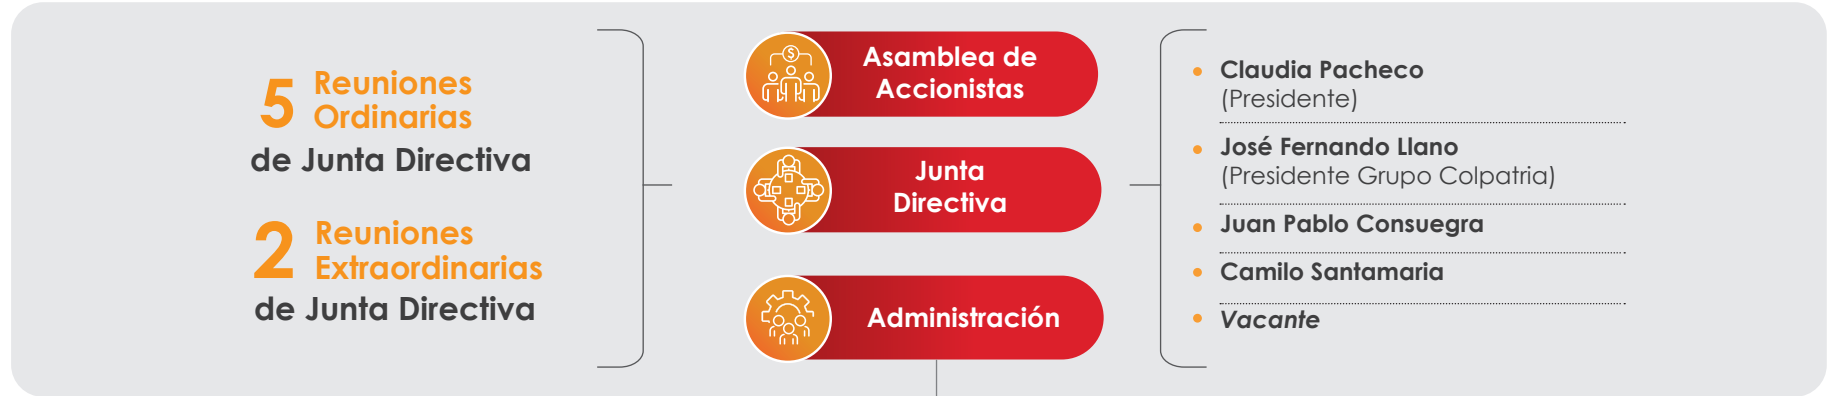 5 Reuniones
Ordinarias
de Junta Directiva
2 Reuniones
Extraordinarias
de Junta Directiva
$
Asamblea de
Accionistas
Junta
Directiva
Administración
Claudia Pacheco
(Presidente)
José Fernando Llano
(Presidente Grupo Colpatria)
Juan Pablo Consuegra
Camilo Santamaria
Vacante